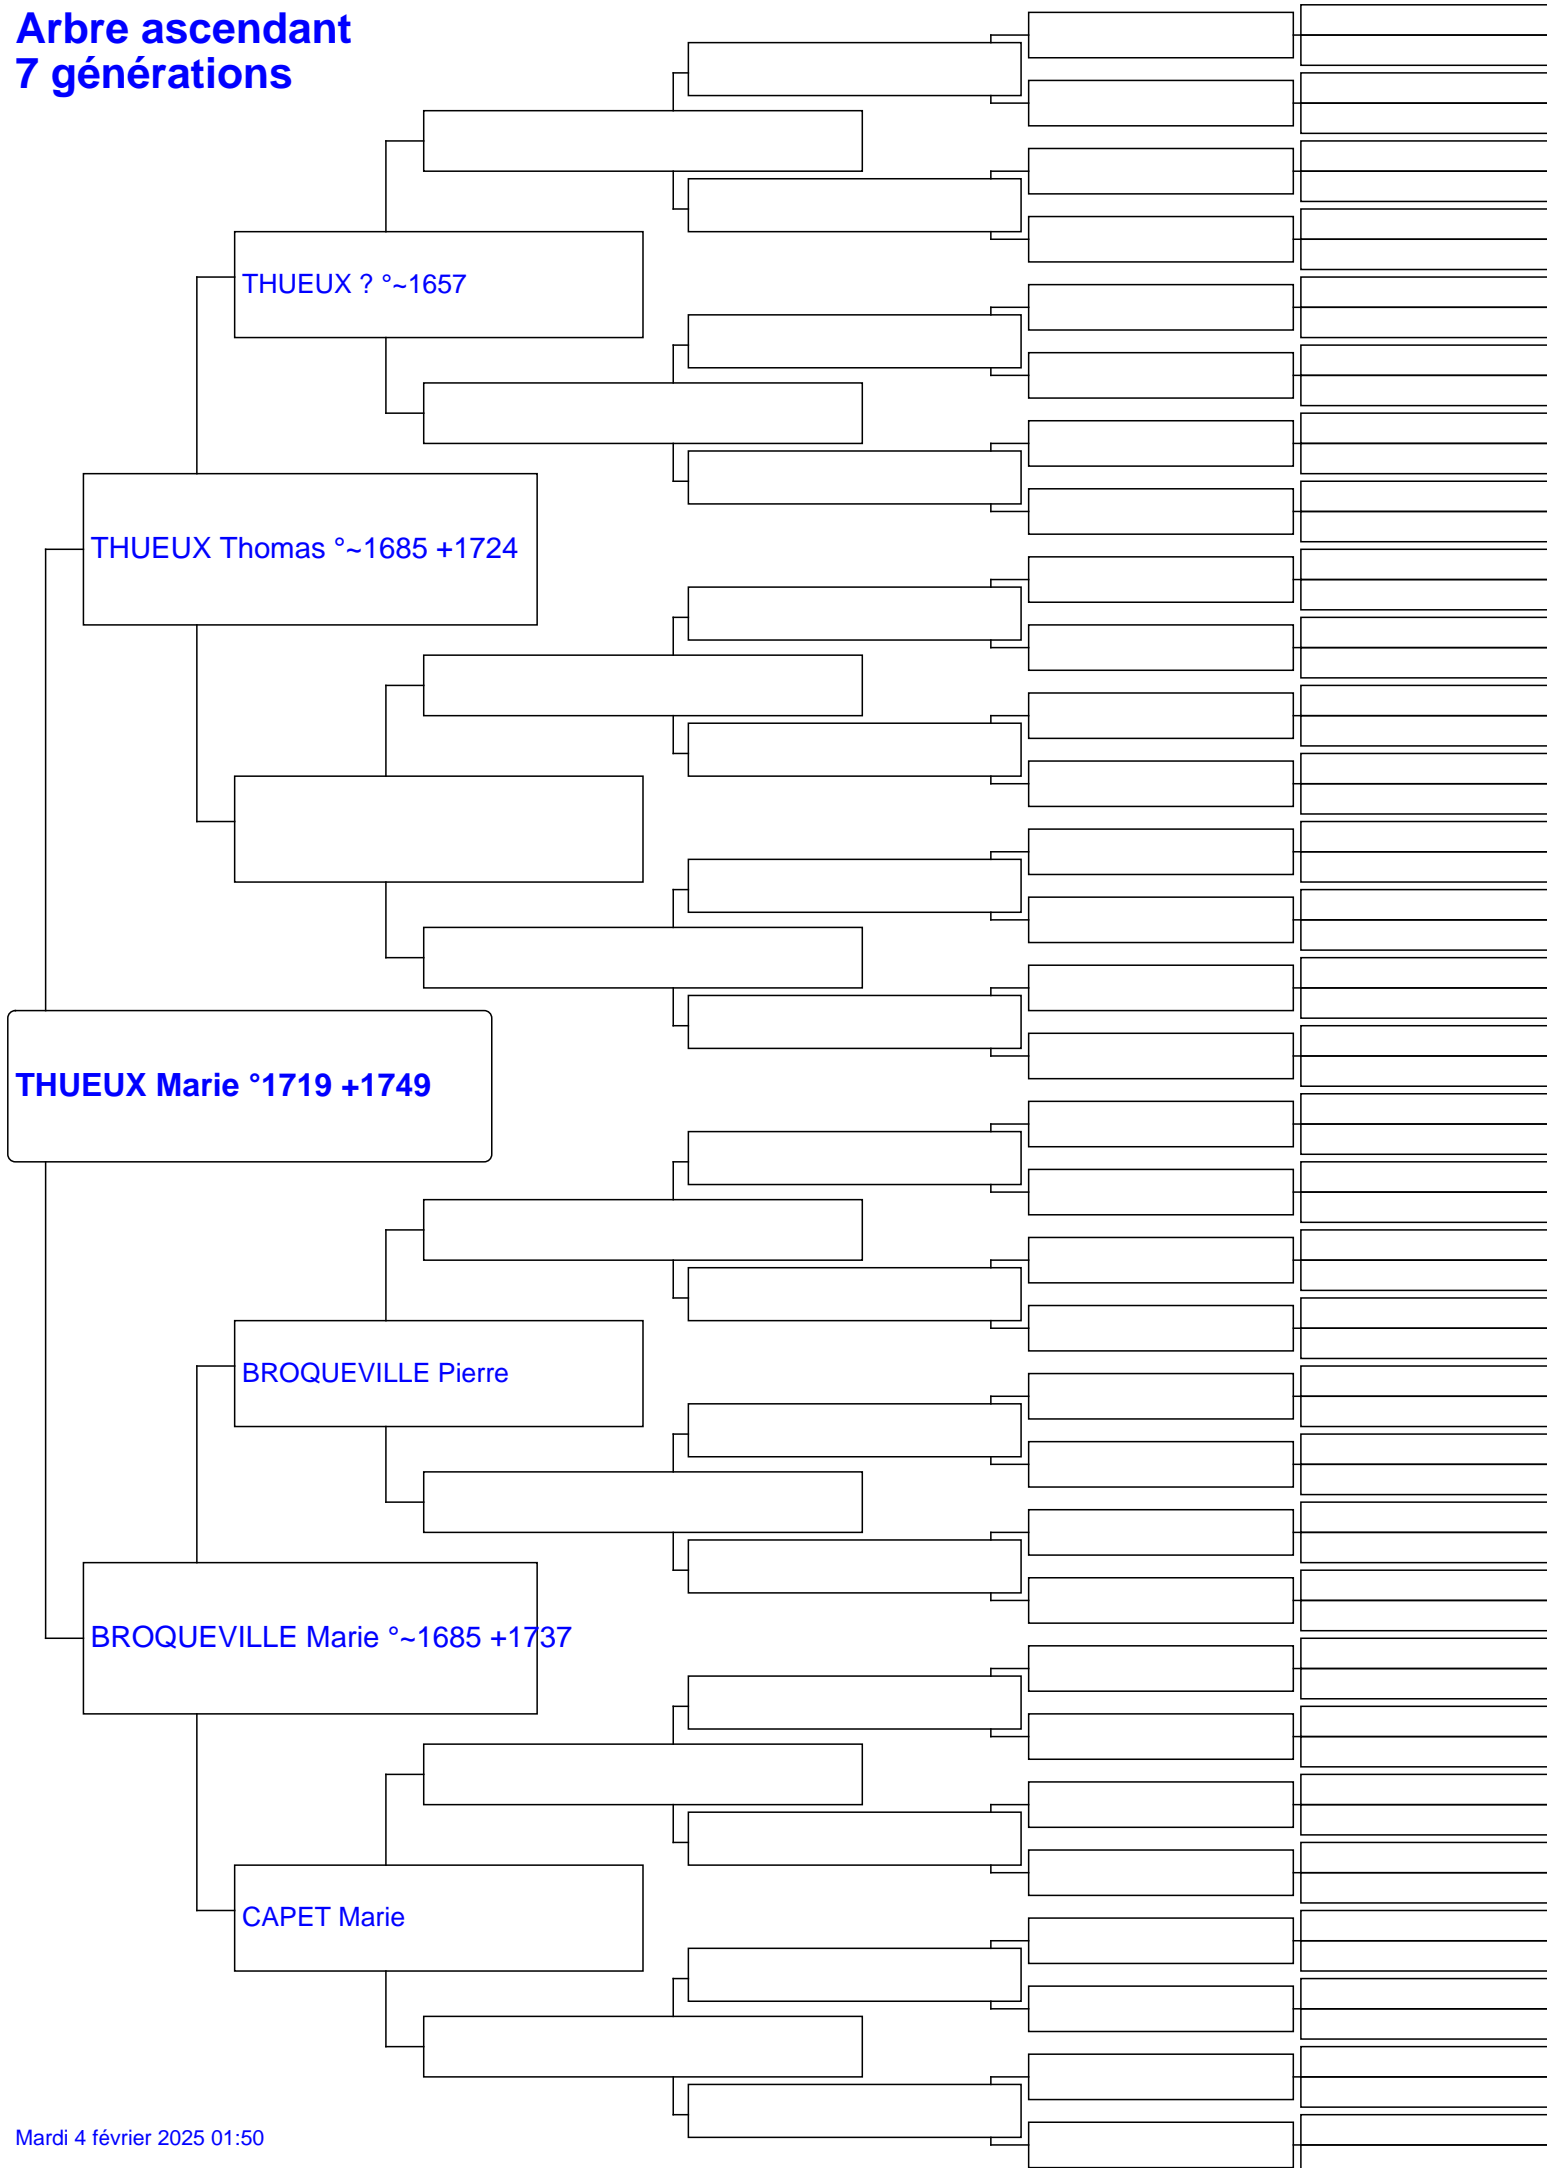 Arbre ascendant
7 générations
THUEUX ? °~1657
THUEUX Thomas °~1685 +1724
THUEUX Marie °1719 +1749
BROQUEVILLE Pierre
BROQUEVILLE Marie °~1685 +1737
CAPET Marie
Mardi 4 février 2025 01:50